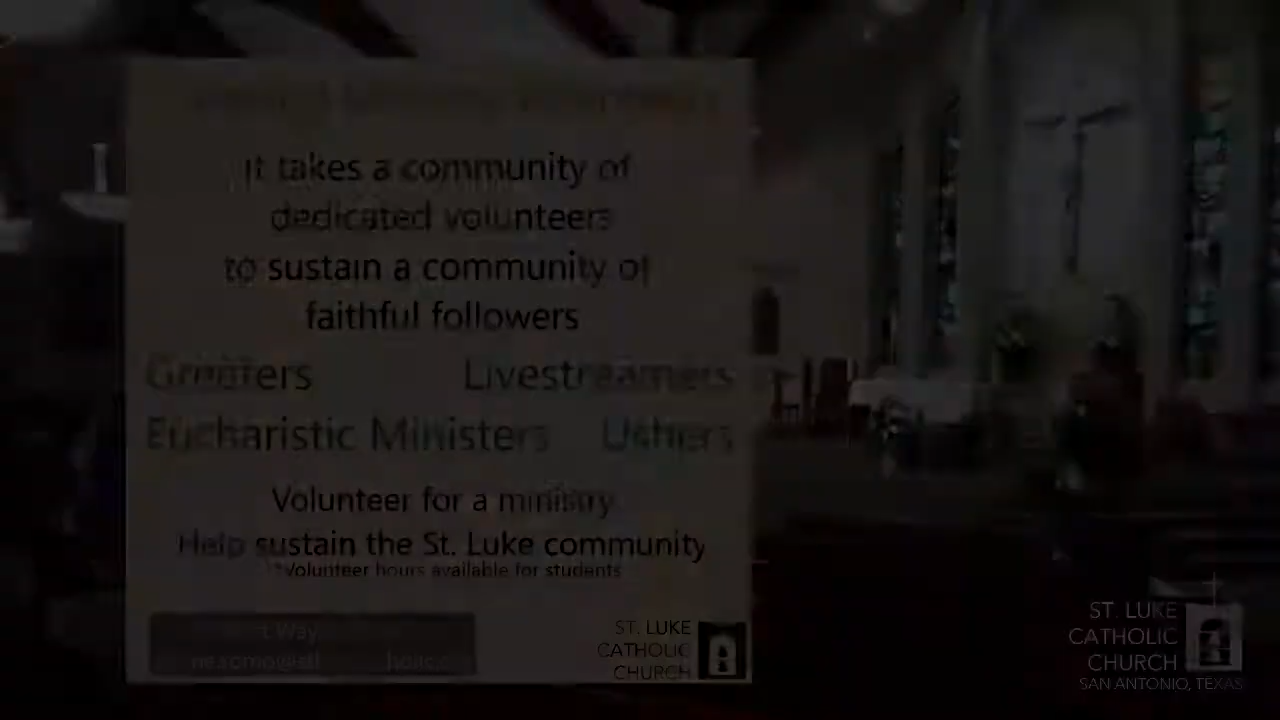 it takes a community of
dedicated volunteers
to sustain a community of
faithful followers
Greeters Livestreamers
Eucharistic Ministers Ushers
Volunteer for a ministry
Help sustain the St. Luke community
*Volunteer hours available for students
Way
ST. LUKE
CATHOLIC
CHURCH
ST. LUKE
CATHOLIC
CHURCH
SAN ANTONIO, TEXAS